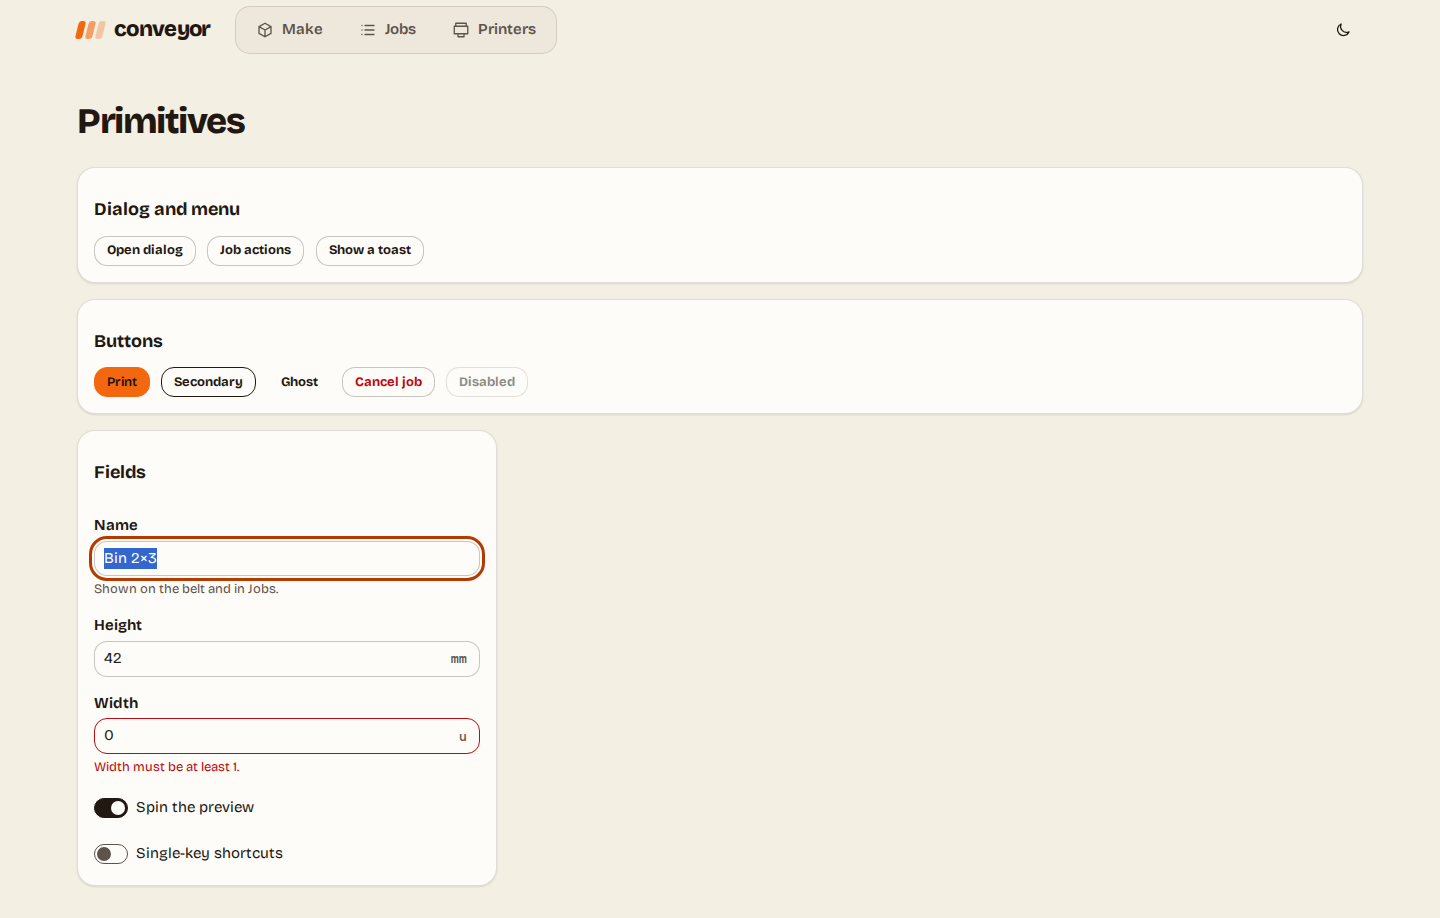 conveyor
Make Jobs Printers
Primitives
Dialog and menu
Open dialog Job actions Show a toast
Buttons
Print Secondary Ghost Cancel job Disabled
Fields
Name
Bin 2×3
Shown on the belt and in Jobs.
Height
42 mm
Width
0 u
Width must be at least 1.
Spin the preview
Single-key shortcuts